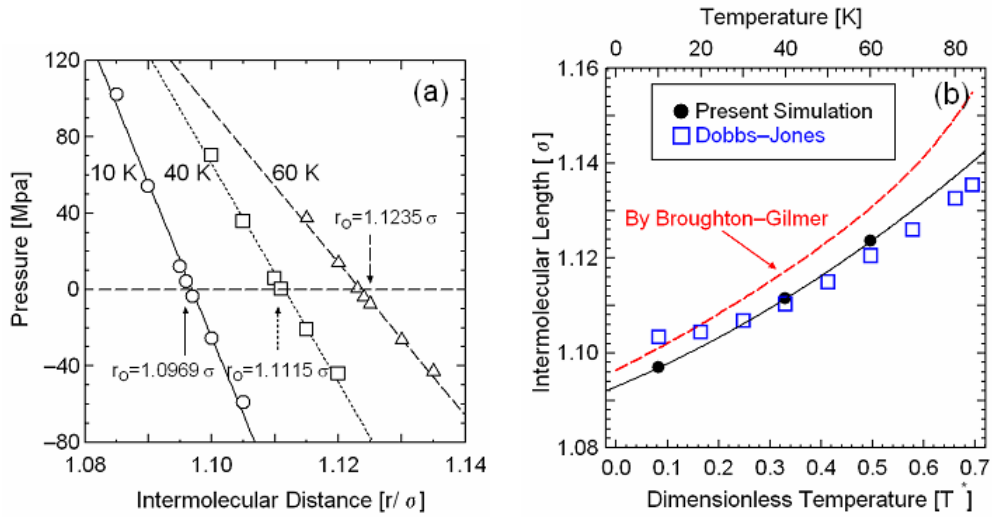 120
80
40
0
−40
−80
Pressure [Mpa]
(a)
10 K
40 K
60 K
rO=1.1235 σ
rO=1.0969 σ
rO=1.1115 σ
1.08
1.10
1.12
1.14
Intermolecular Distance [r/ σ]
Temperature [K]
0 20 40 60 80
1.16
1.14
1.12
1.10
1.08
Intermolecular Length [ σ]
(b)
Present Simulation
Dobbs−Jones
By Broughton−Gilmer
0.0 0.1 0.2 0.3 0.4 0.5 0.6 0.7
Dimensionless Temperature [T*]